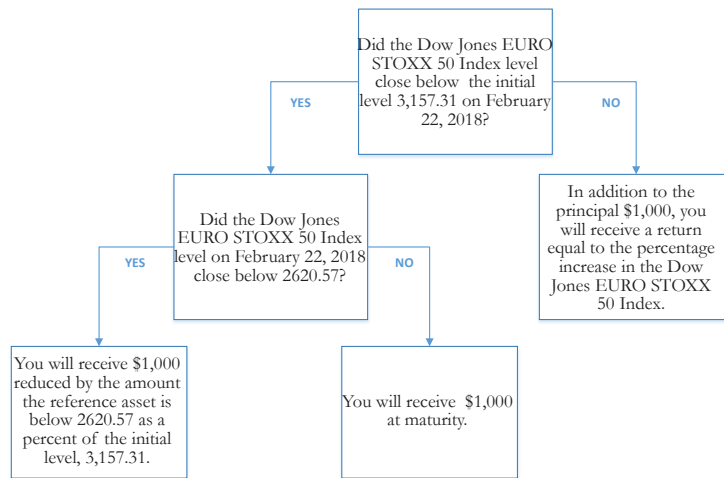 Did the Dow Jones EURO
STOXX 50 Index level
close below the initial
level 3,157.31 on February
22, 2018?
YES
NO
Did the Dow Jones
EURO STOXX 50 Index
level on February 22, 2018
close below 2620.57?
In addition to the
principal $1,000, you
will receive a return
equal to the percentage
increase in the Dow
Jones EURO STOXX
50 Index.
YES
NO
You will receive $1,000
reduced by the amount
the reference asset is
below 2620.57 as a
percent of the initial
level, 3,157.31.
You will receive $1,000
at maturity.